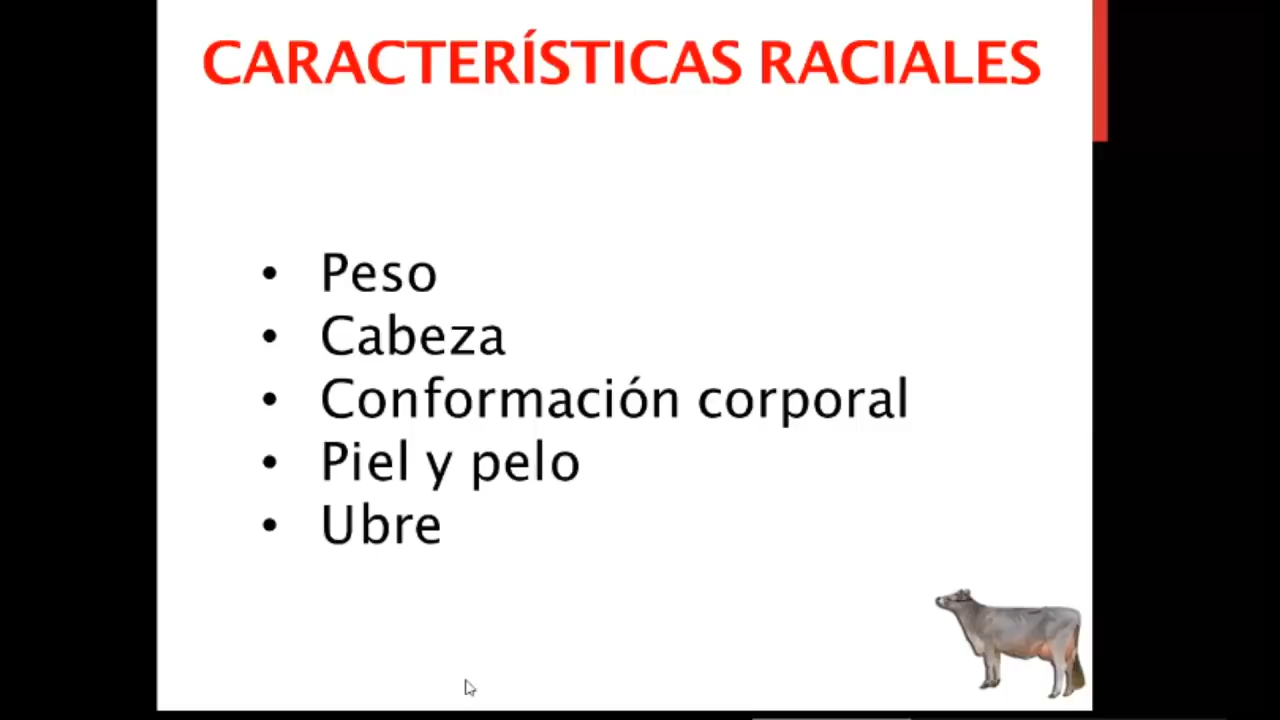 CARACTERÍSTICAS RACIALES
• Peso
• Cabeza
• Conformación corporal
• Piel y pelo
• Ubre